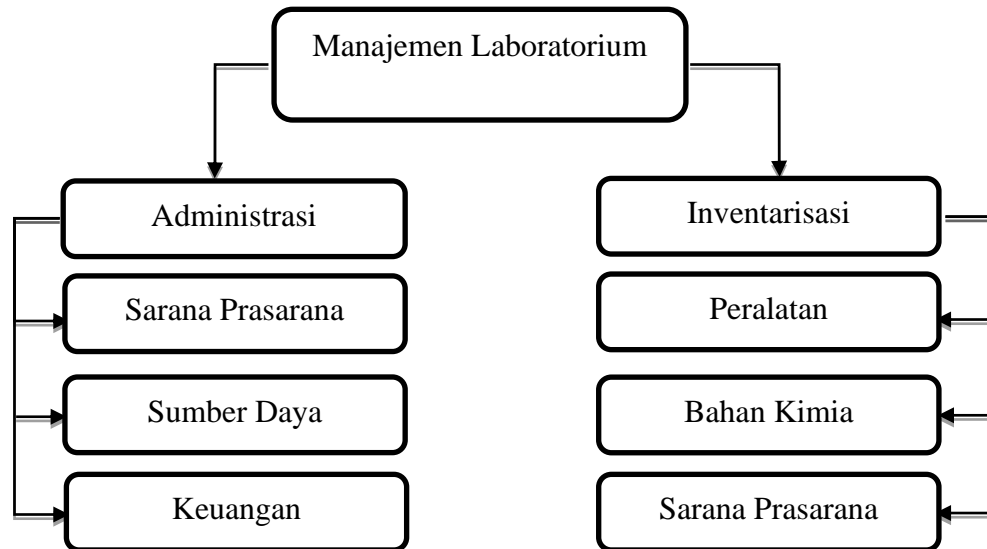 Manajemen Laboratorium
Administrasi
Sarana Prasarana
Sumber Daya
Keuangan
Inventarisasi
Peralatan
Bahan Kimia
Sarana Prasarana